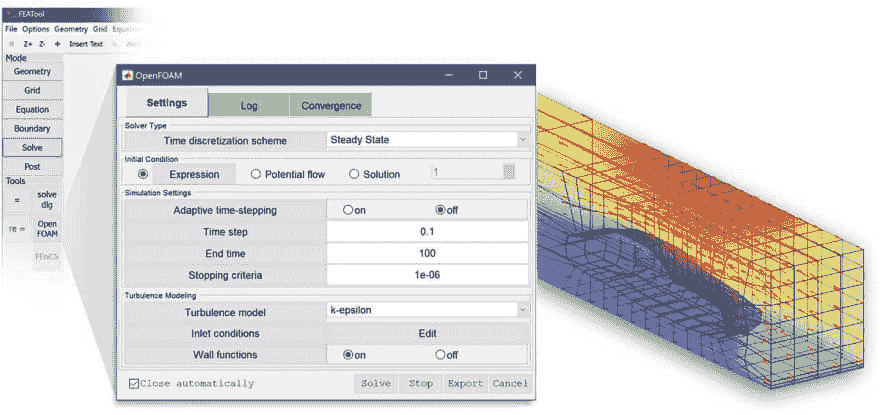 FEATool
File Options Geometry Grid Equation
Z+ Z- + Insert Text
Mode
Geometry
Grid
Equation
Boundary
Solve
Post
Tools
= solve dlg
re = Open FOAM
FEniCS
OpenFOAM
Settings Log Convergence
Solver Type
Time discretization scheme Steady State
Initial Condition
Expression Potential flow Solution 1
Simulation Settings
Adaptive time-stepping on off
Time step 0.1
End time 100
Stopping criteria 1e-06
Turbulence Modeling
Turbulence model k-epsilon
Inlet conditions Edit
Wall functions on off
Close automatically Solve Stop Export Cancel